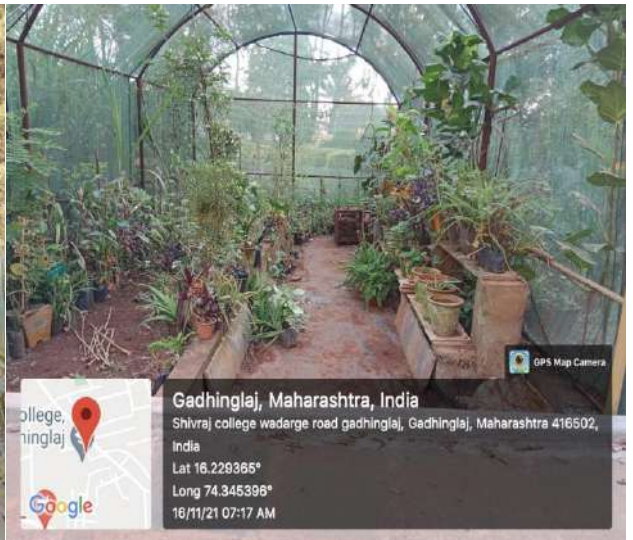 GPS Map Camera
ollege,
hinglaj
Google
Gadhinglaj, Maharashtra, India
Shivraj college wadarge road gadhinglaj, Gadhinglaj, Maharashtra 416502,
India
Lat 16.229365°
Long 74.345396°
16/11/21 07:17 AM